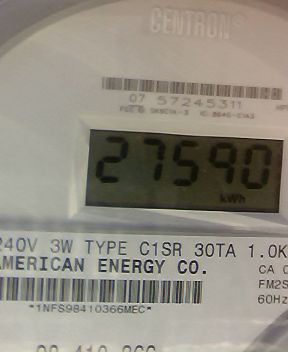 CENTRON®
07 57245311
27590
kWh
240V 3W TYPE C1SR 30TA 1.0K
AMERICAN ENERGY CO.
CA
FM2S
60Hz
*1NFS98410366MEC*